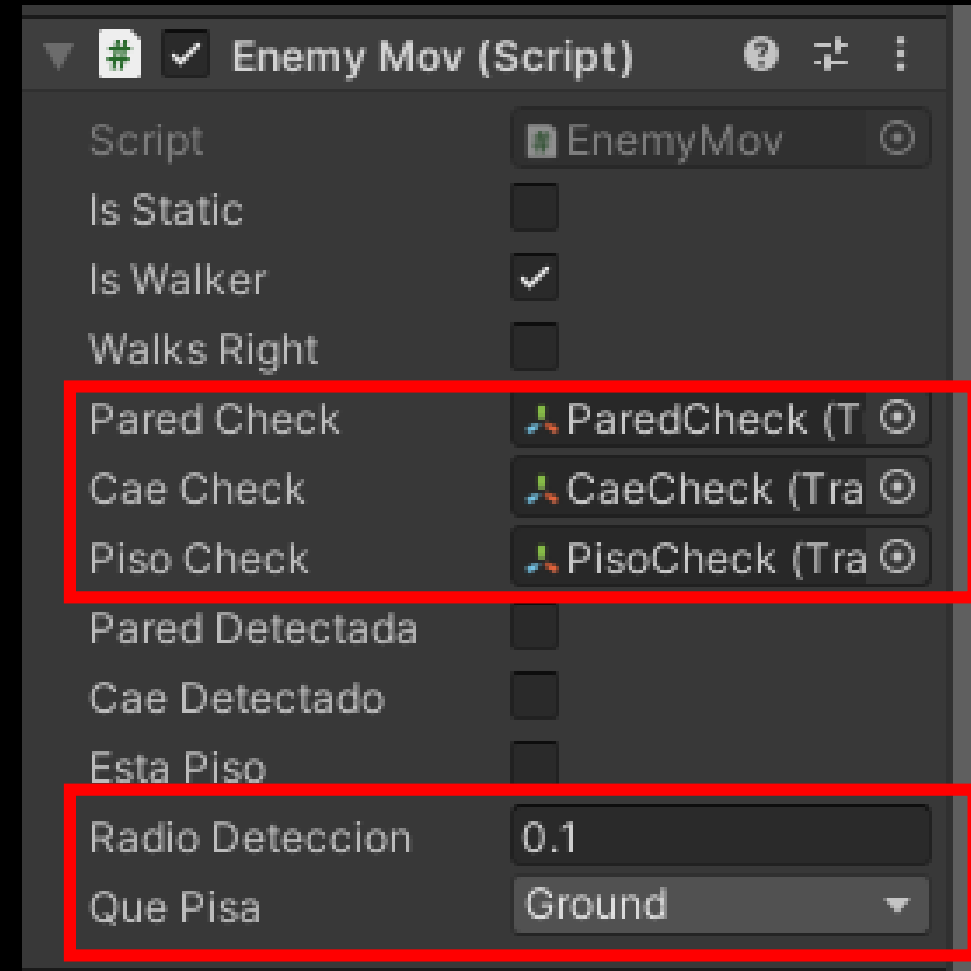 # Enemy Mov (Script)
Script # EnemyMov
Is Static
Is Walker
Walks Right
Pared Check ParedCheck (T
Cae Check CaeCheck (Tra
Piso Check PisoCheck (Tra
Pared Detectada
Cae Detectado
Esta Piso
Radio Deteccion 0.1
Que Pisa Ground